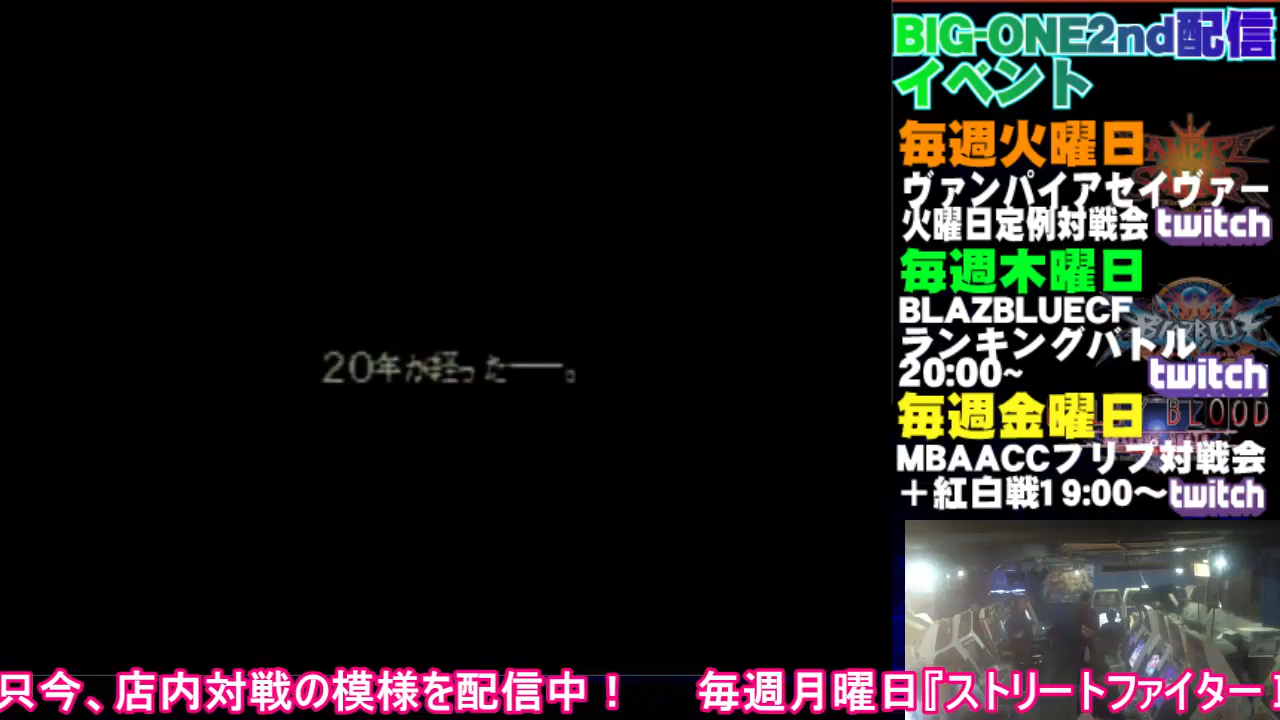 20年が経った――。
BIG-ONE2nd配信
イベント
毎週火曜日
ヴァンパイアセイヴァー
火曜日定例対戦会 twitch
毎週木曜日
BLAZBLUECF
ランキングバトル
20:00~ twitch
毎週金曜日
MBAACCフリプ対戦会
＋紅白戦19:00～ twitch
只今、店内対戦の模様を配信中！ 毎週月曜日『ストリートファイター